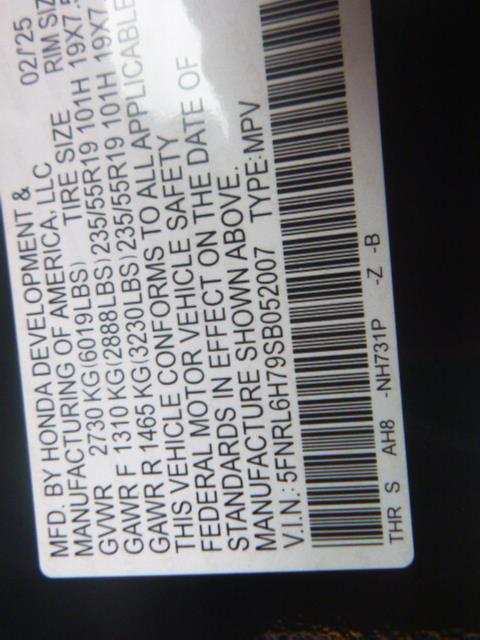 MFD. BY HONDA DEVELOPMENT & 02/25
MANUFACTURING OF AMERICA, LLC
GVWR 2730 KG(6019LBS) TIRE SIZE RIM SIZ
GAWR F 1310 KG(2888LBS)235/55R19 101H 19X7.5
GAWR R 1465 KG(3230LBS)235/55R19 101H 19X7.
THIS VEHICLE CONFORMS TO ALL APPLICABLE
FEDERAL MOTOR VEHICLE SAFETY
STANDARDS IN EFFECT ON THE DATE OF
MANUFACTURE SHOWN ABOVE.
V.I.N.:5FNRL6H79SB052007 TYPE:MPV
THR S AH8 -NH731P -Z -B